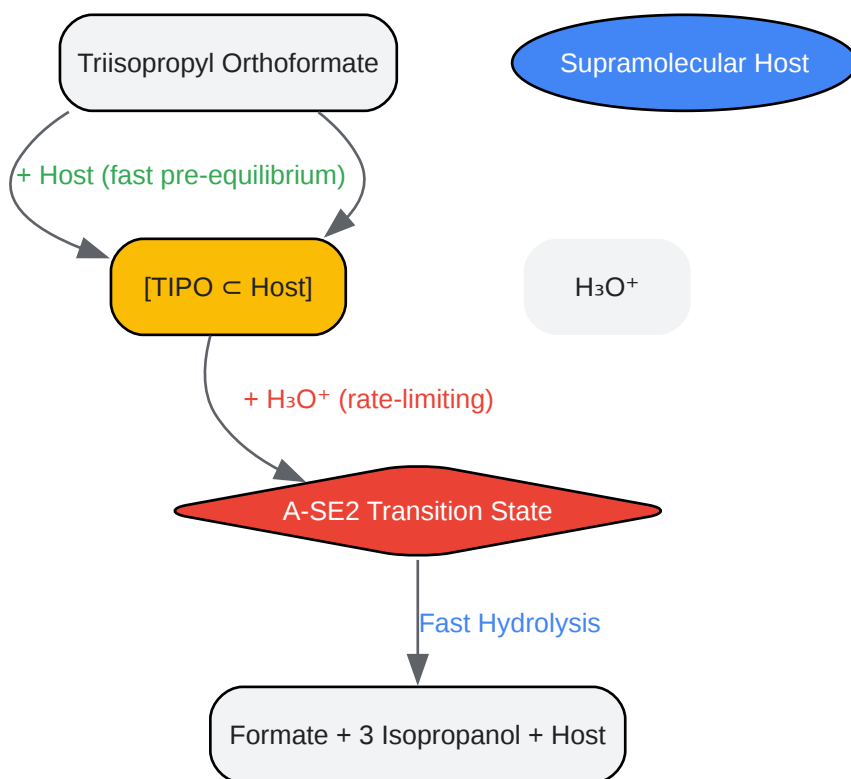 Triisopropyl Orthoformate
Supramolecular Host
+ Host (fast pre-equilibrium)
[TIPO ⊂ Host]
H₃O⁺
+ H₃O⁺ (rate-limiting)
A-SE2 Transition State
Fast Hydrolysis
Formate + 3 Isopropanol + Host